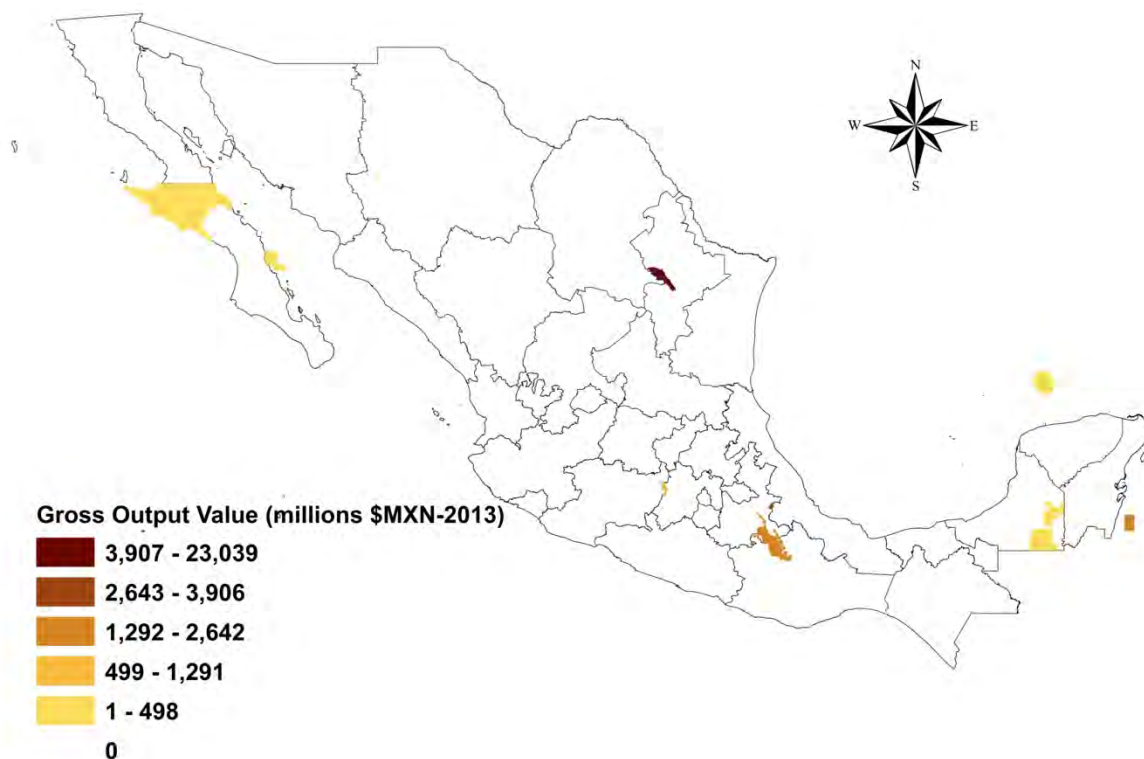 N
W E
S
Gross Output Value (millions $MXN-2013)
3,907 - 23,039
2,643 - 3,906
1,292 - 2,642
499 - 1,291
1 - 498
0